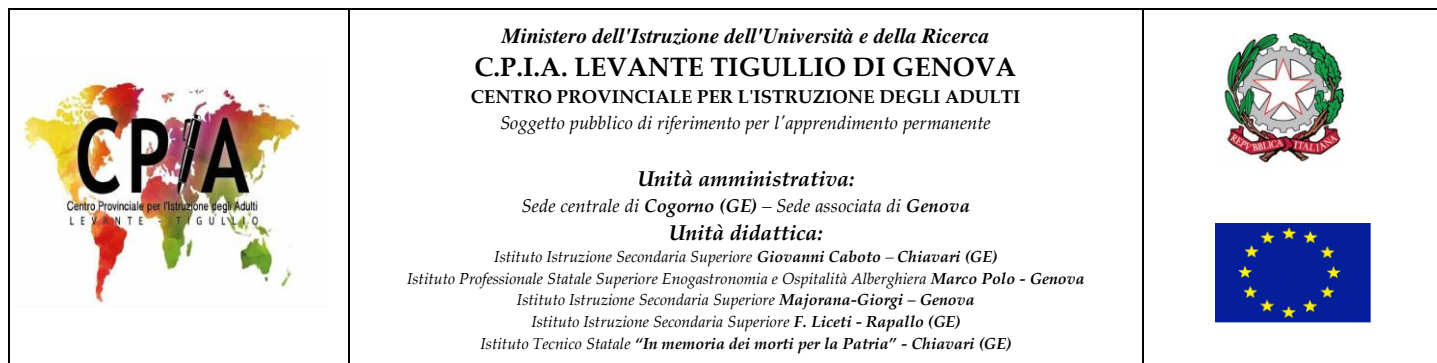 CPIA
Centro Provinciale per l'Istruzione degli Adulti
LEVANTE - TIGULLIO
Ministero dell'Istruzione dell'Università e della Ricerca
C.P.I.A. LEVANTE TIGULLIO DI GENOVA
CENTRO PROVINCIALE PER L'ISTRUZIONE DEGLI ADULTI
Soggetto pubblico di riferimento per l'apprendimento permanente
Unità amministrativa:
Sede centrale di Cogorno (GE) – Sede associata di Genova
Unità didattica:
Istituto Istruzione Secondaria Superiore Giovanni Caboto – Chiavari (GE)
Istituto Professionale Statale Superiore Enogastronomia e Ospitalità Alberghiera Marco Polo - Genova
Istituto Istruzione Secondaria Superiore Majorana-Giorgi – Genova
Istituto Istruzione Secondaria Superiore F. Liceti - Rapallo (GE)
Istituto Tecnico Statale “In memoria dei morti per la Patria” - Chiavari (GE)
REPVBBLICA ITALIANA